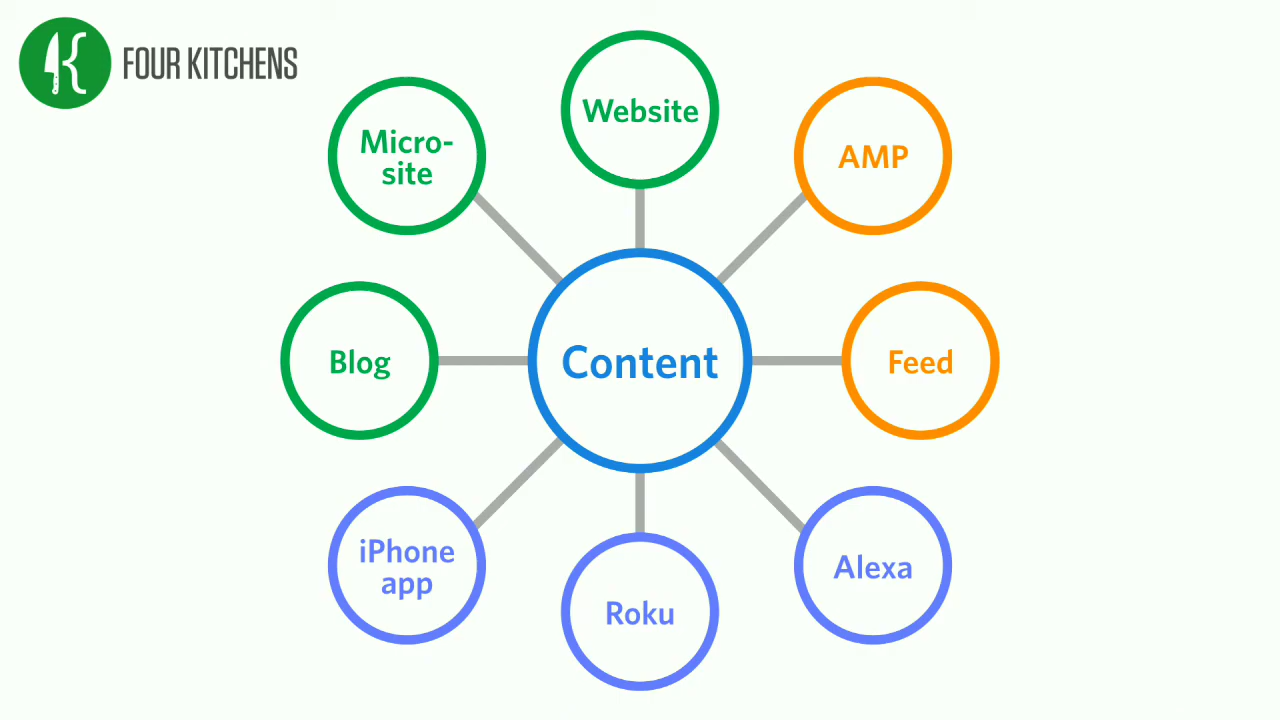 FOUR KITCHENS
Website
Micro-
site
AMP
Blog
Content
Feed
iPhone
app
Roku
Alexa